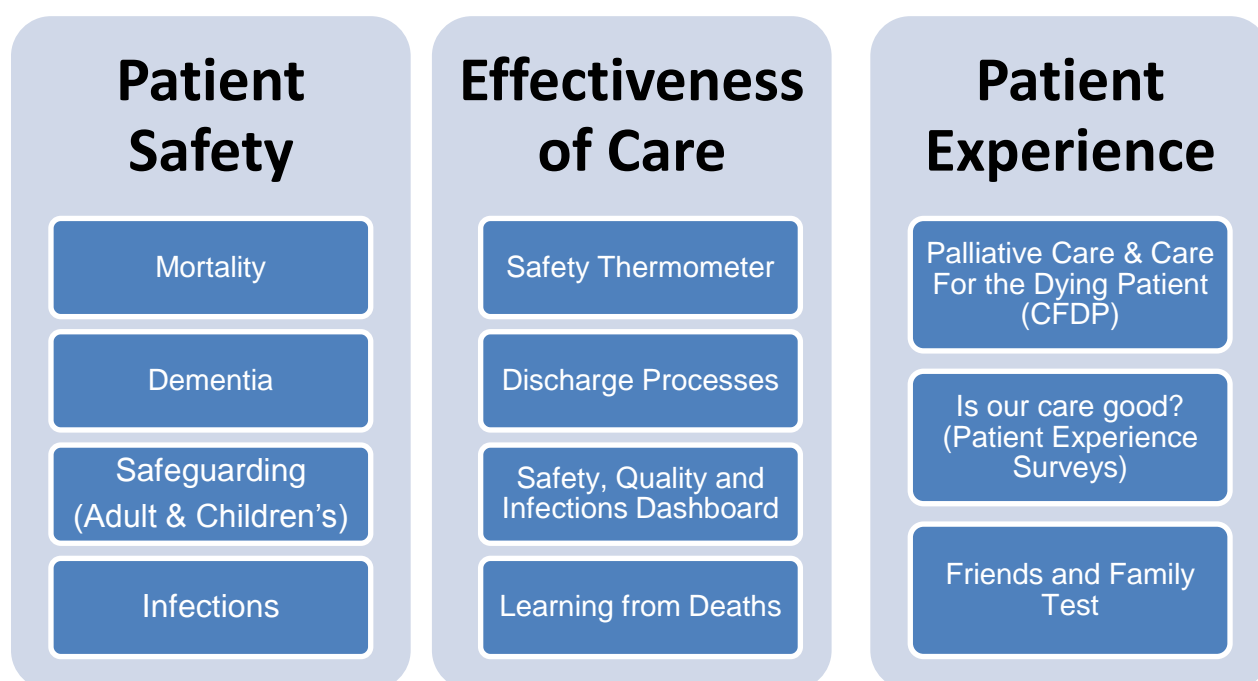 Patient
Safety
Mortality
Dementia
Safeguarding
(Adult & Children's)
Infections
Effectiveness
of Care
Safety Thermometer
Discharge Processes
Safety, Quality and
Infections Dashboard
Learning from Deaths
Patient
Experience
Palliative Care & Care
For the Dying Patient
(CFDP)
Is our care good?
(Patient Experience
Surveys)
Friends and Family
Test